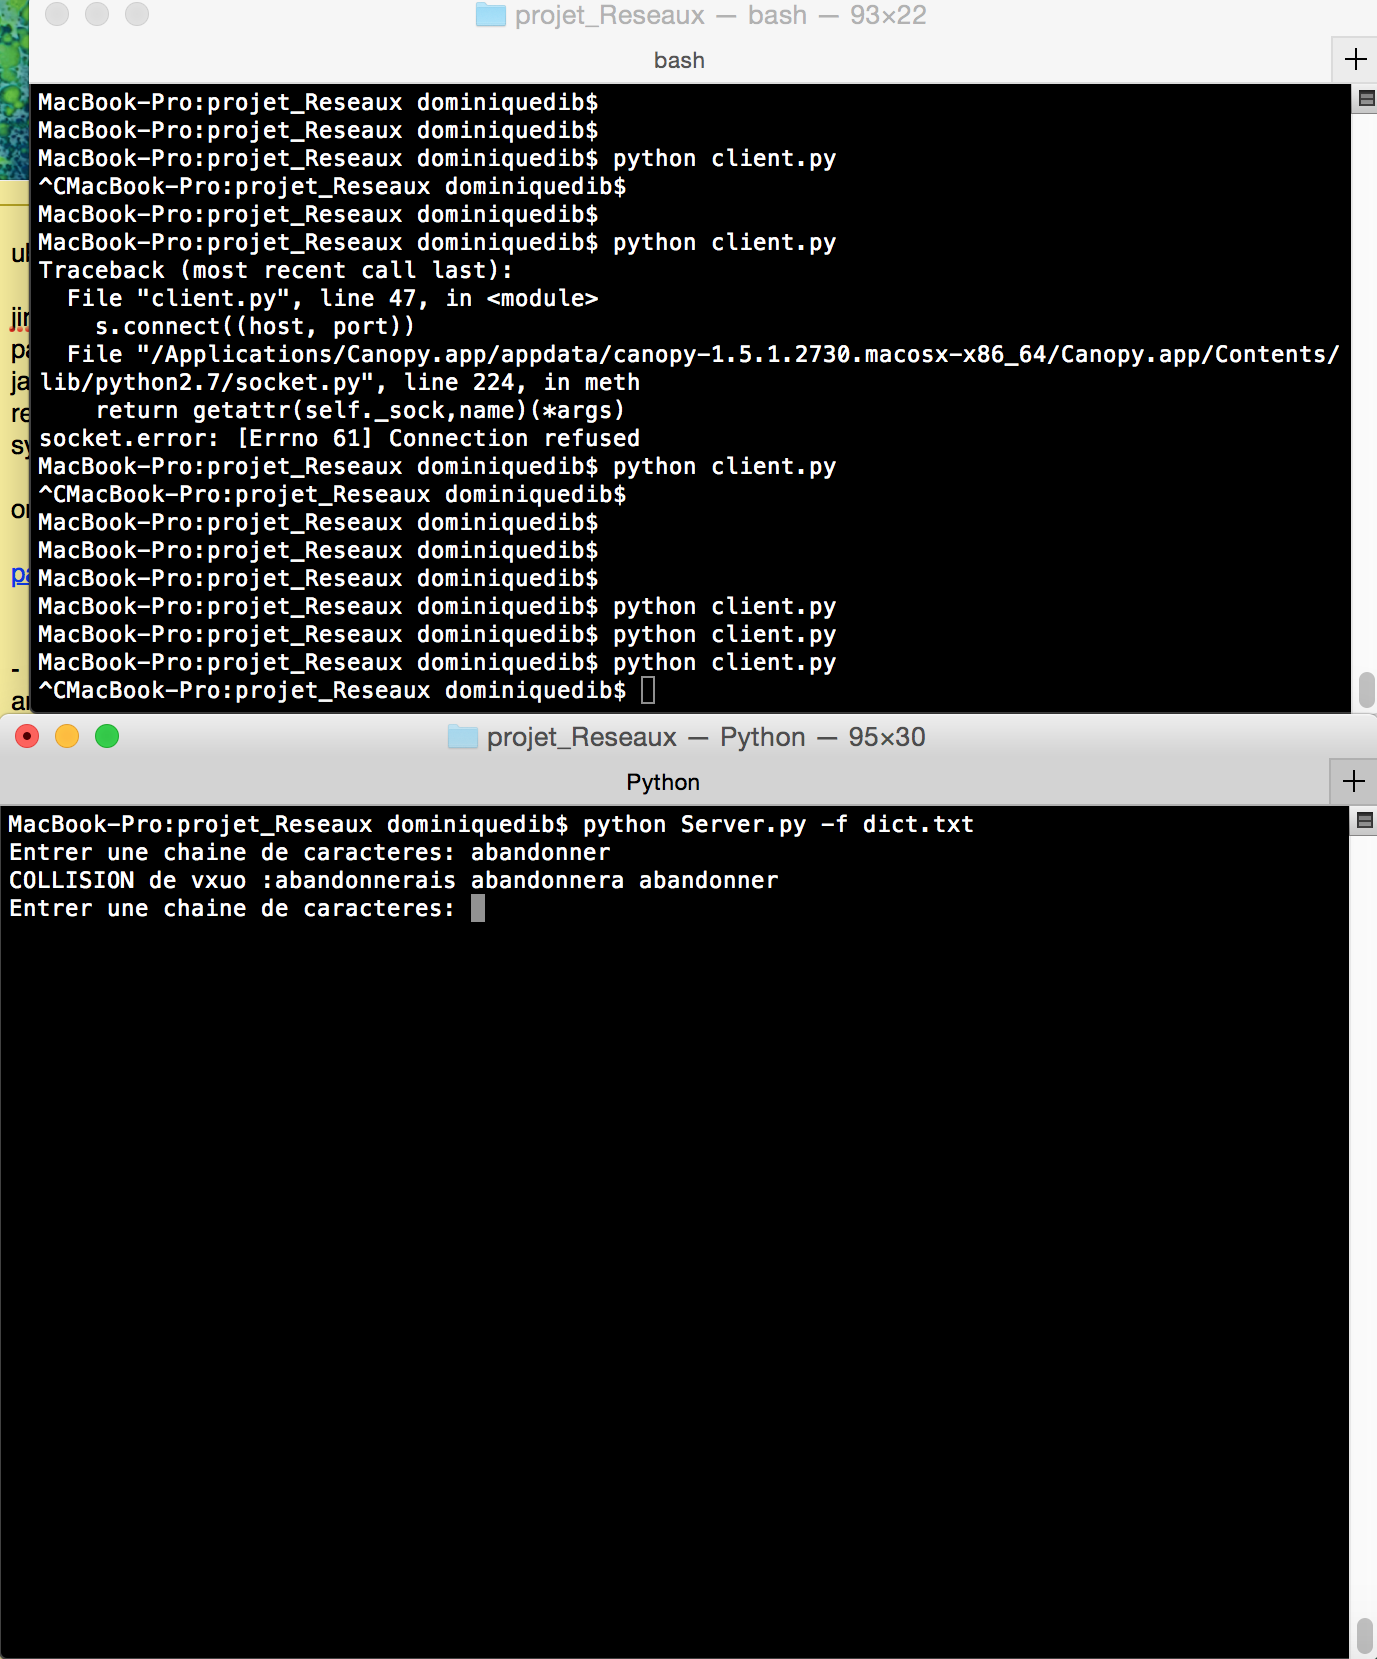 projet_Reseaux — bash — 93×22
bash
MacBook-Pro:projet_Reseaux dominiquedib$
MacBook-Pro:projet_Reseaux dominiquedib$
MacBook-Pro:projet_Reseaux dominiquedib$ python client.py
^CMacBook-Pro:projet_Reseaux dominiquedib$
MacBook-Pro:projet_Reseaux dominiquedib$
MacBook-Pro:projet_Reseaux dominiquedib$ python client.py
Traceback (most recent call last):
  File "client.py", line 47, in <module>
    s.connect((host, port))
  File "/Applications/Canopy.app/appdata/canopy-1.5.1.2730.macosx-x86_64/Canopy.app/Contents/
lib/python2.7/socket.py", line 224, in meth
    return getattr(self._sock,name)(*args)
socket.error: [Errno 61] Connection refused
MacBook-Pro:projet_Reseaux dominiquedib$ python client.py
^CMacBook-Pro:projet_Reseaux dominiquedib$
MacBook-Pro:projet_Reseaux dominiquedib$
MacBook-Pro:projet_Reseaux dominiquedib$
MacBook-Pro:projet_Reseaux dominiquedib$
MacBook-Pro:projet_Reseaux dominiquedib$ python client.py
MacBook-Pro:projet_Reseaux dominiquedib$ python client.py
MacBook-Pro:projet_Reseaux dominiquedib$ python client.py
^CMacBook-Pro:projet_Reseaux dominiquedib$
projet_Reseaux — Python — 95×30
Python
MacBook-Pro:projet_Reseaux dominiquedib$ python Server.py -f dict.txt
Entrer une chaine de caracteres: abandonner
COLLISION de vxuo :abandonnerais abandonnera abandonner
Entrer une chaine de caracteres: